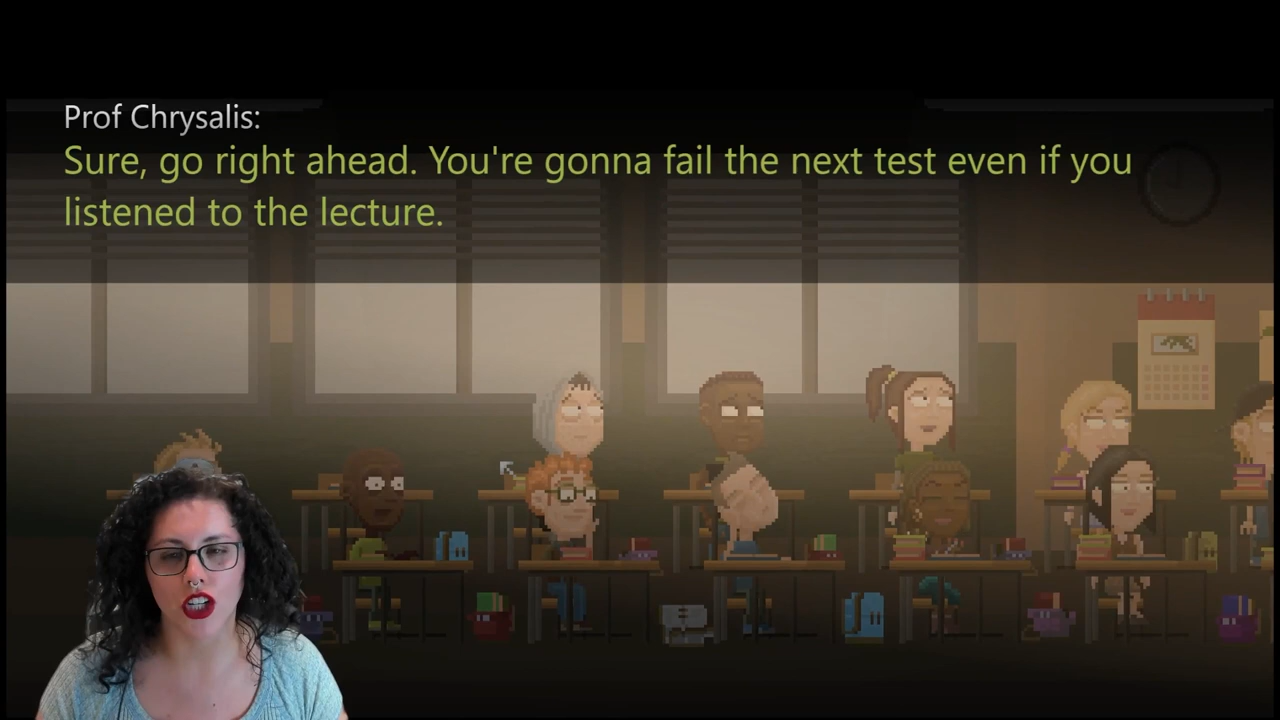 Prof Chrysalis:
Sure, go right ahead. You're gonna fail the next test even if you
listened to the lecture.